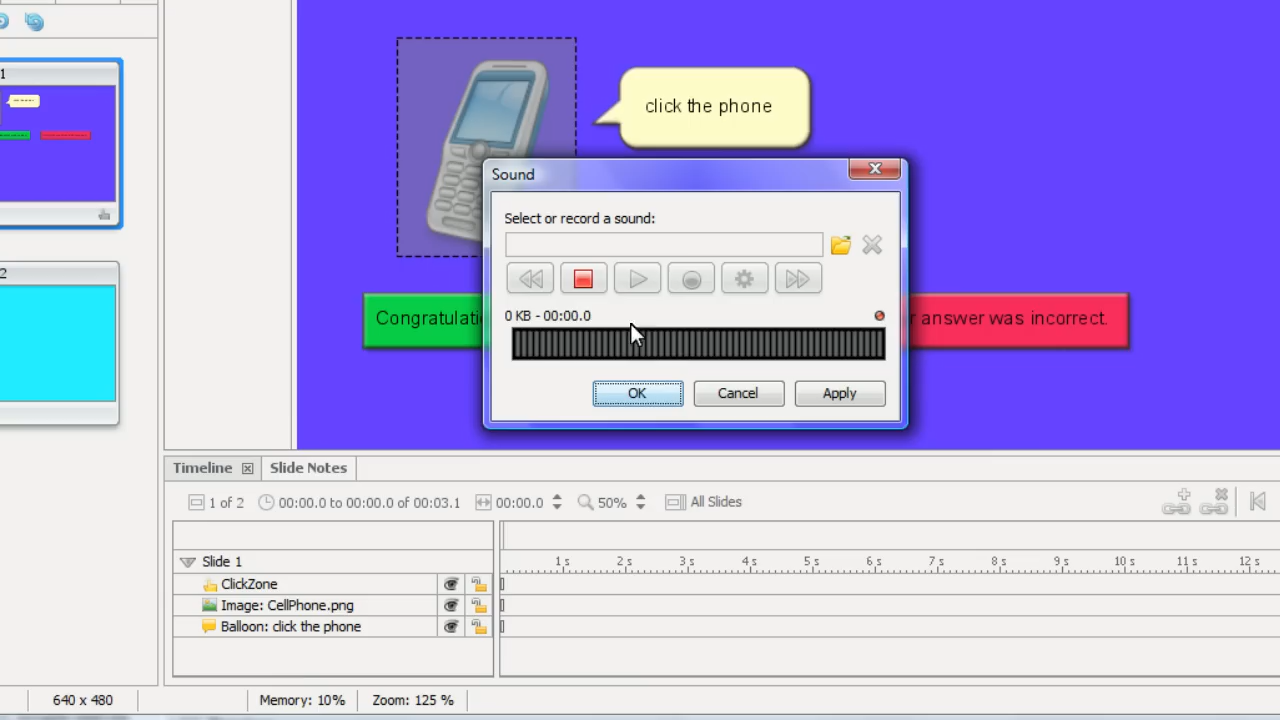 1
click the phone
Sound
Select or record a sound:
0 KB - 00:00.0
Congratulati
r answer was incorrect.
OK
Cancel
Apply
2
Timeline
Slide Notes
1 of 2
00:00.0 to 00:00.0 of 00:03.1
00:00.0
50%
All Slides
Slide 1
1 s 2 s 3 s 4 s 5 s 6 s 7 s 8 s 9 s 10 s 11 s 12 s
ClickZone
Image: CellPhone.png
Balloon: click the phone
640 x 480
Memory: 10%
Zoom: 125 %